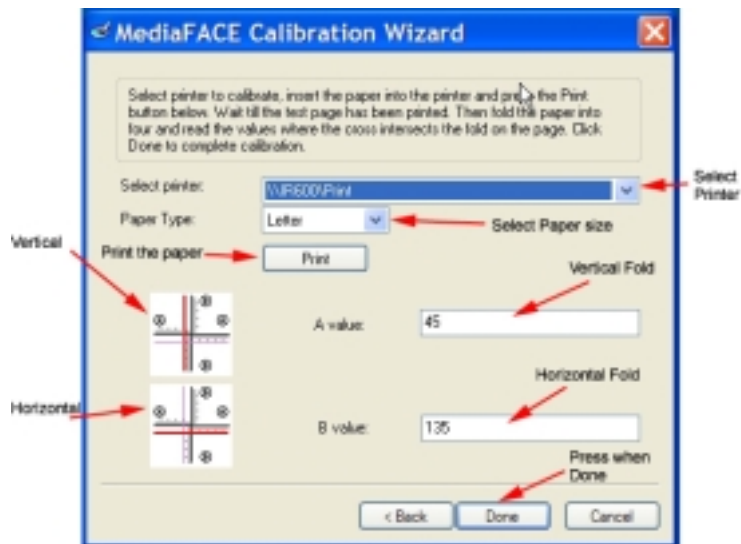 MediaFACE Calibration Wizard
Select printer to calibrate, insert the paper into the printer and press the Print
button below. Wait till the test page has been printed. Then fold the paper into
four and read the values where the cross intersects the fold on the page. Click
Done to complete calibration.
Select printer:
\\IR600\Print
Select
Printer
Paper Type:
Letter
Select Paper size
Vertical
Print the paper
Print
Vertical Fold
A value:
45
Horizontal Fold
Horizontal
B value:
135
Press when
Done
< Back
Done
Cancel